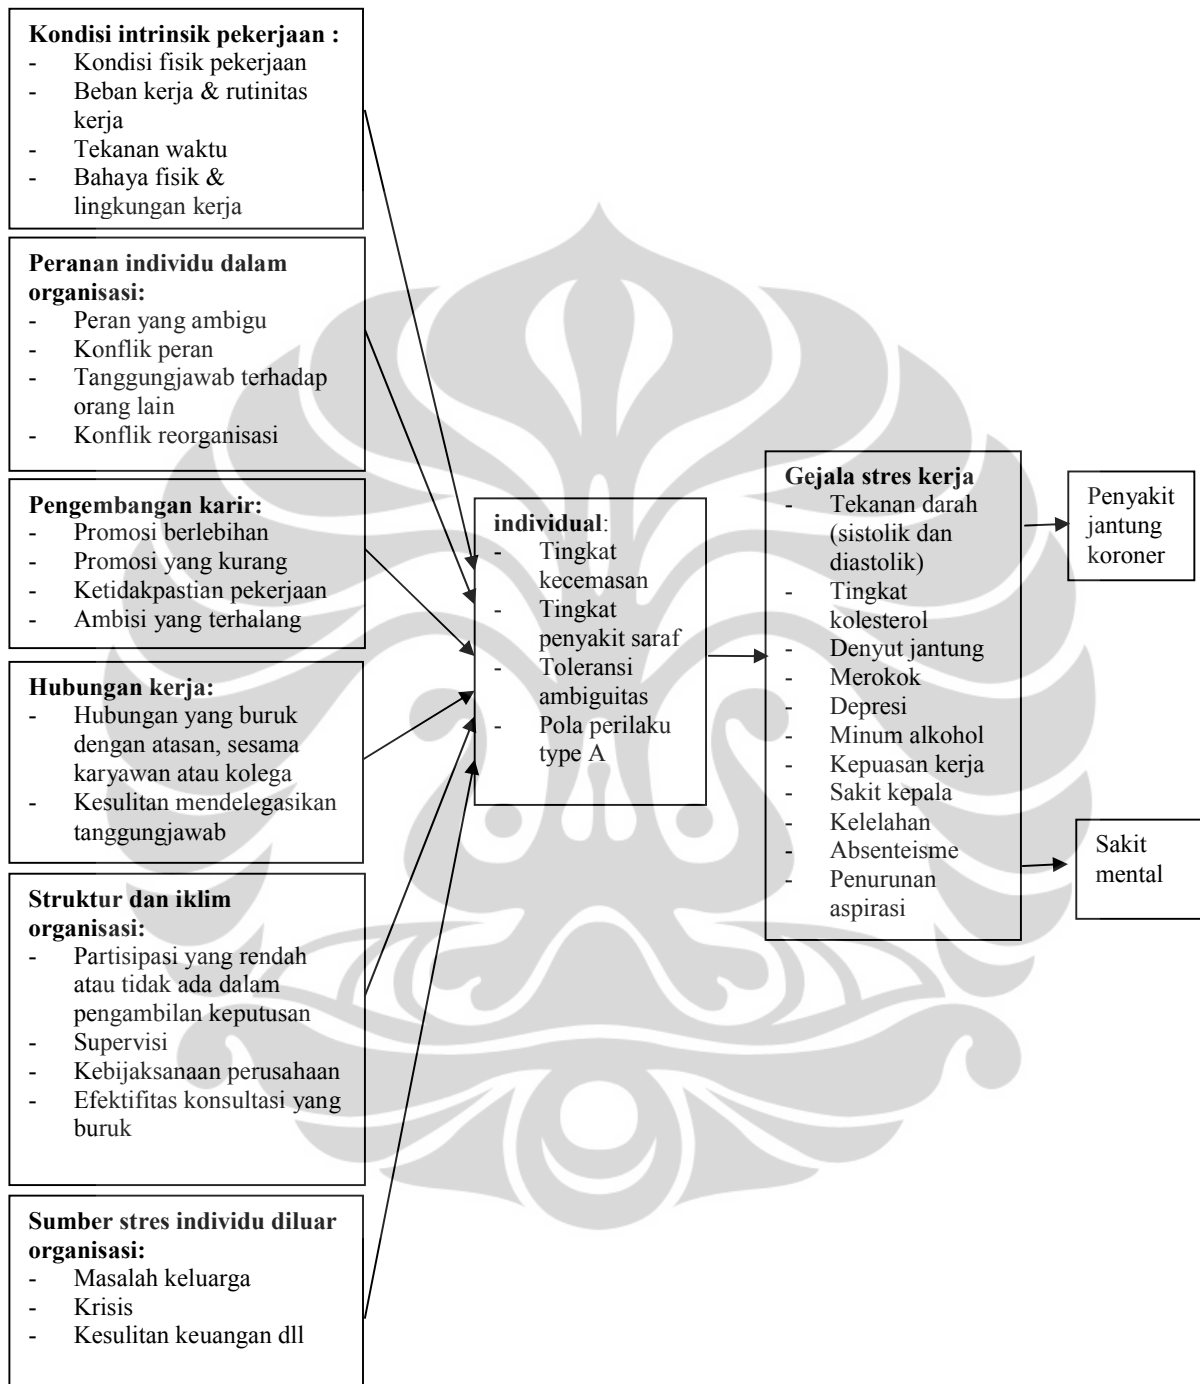 Kondisi intrinsik pekerjaan :
- Kondisi fisik pekerjaan
- Beban kerja & rutinitas
kerja
- Tekanan waktu
- Bahaya fisik &
lingkungan kerja
Peranan individu dalam
organisasi:
- Peran yang ambigu
- Konflik peran
- Tanggungjawab terhadap
orang lain
- Konflik reorganisasi
Pengembangan karir:
- Promosi berlebihan
- Promosi yang kurang
- Ketidakpastian pekerjaan
- Ambisi yang terhalang
Hubungan kerja:
- Hubungan yang buruk
dengan atasan, sesama
karyawan atau kolega
- Kesulitan mendelegasikan
tanggungjawab
Struktur dan iklim
organisasi:
- Partisipasi yang rendah
atau tidak ada dalam
pengambilan keputusan
- Supervisi
- Kebijaksanaan perusahaan
- Efektifitas konsultasi yang
buruk
Sumber stres individu diluar
organisasi:
- Masalah keluarga
- Krisis
- Kesulitan keuangan dll
individual:
- Tingkat
kecemasan
- Tingkat
penyakit saraf
- Toleransi
ambiguitas
- Pola perilaku
type A
Gejala stres kerja
- Tekanan darah
(sistolik dan
diastolik)
- Tingkat
kolesterol
- Denyut jantung
- Merokok
- Depresi
- Minum alkohol
- Kepuasan kerja
- Sakit kepala
- Kelelahan
- Absenteisme
- Penurunan
aspirasi
Penyakit
jantung
koroner
Sakit
mental